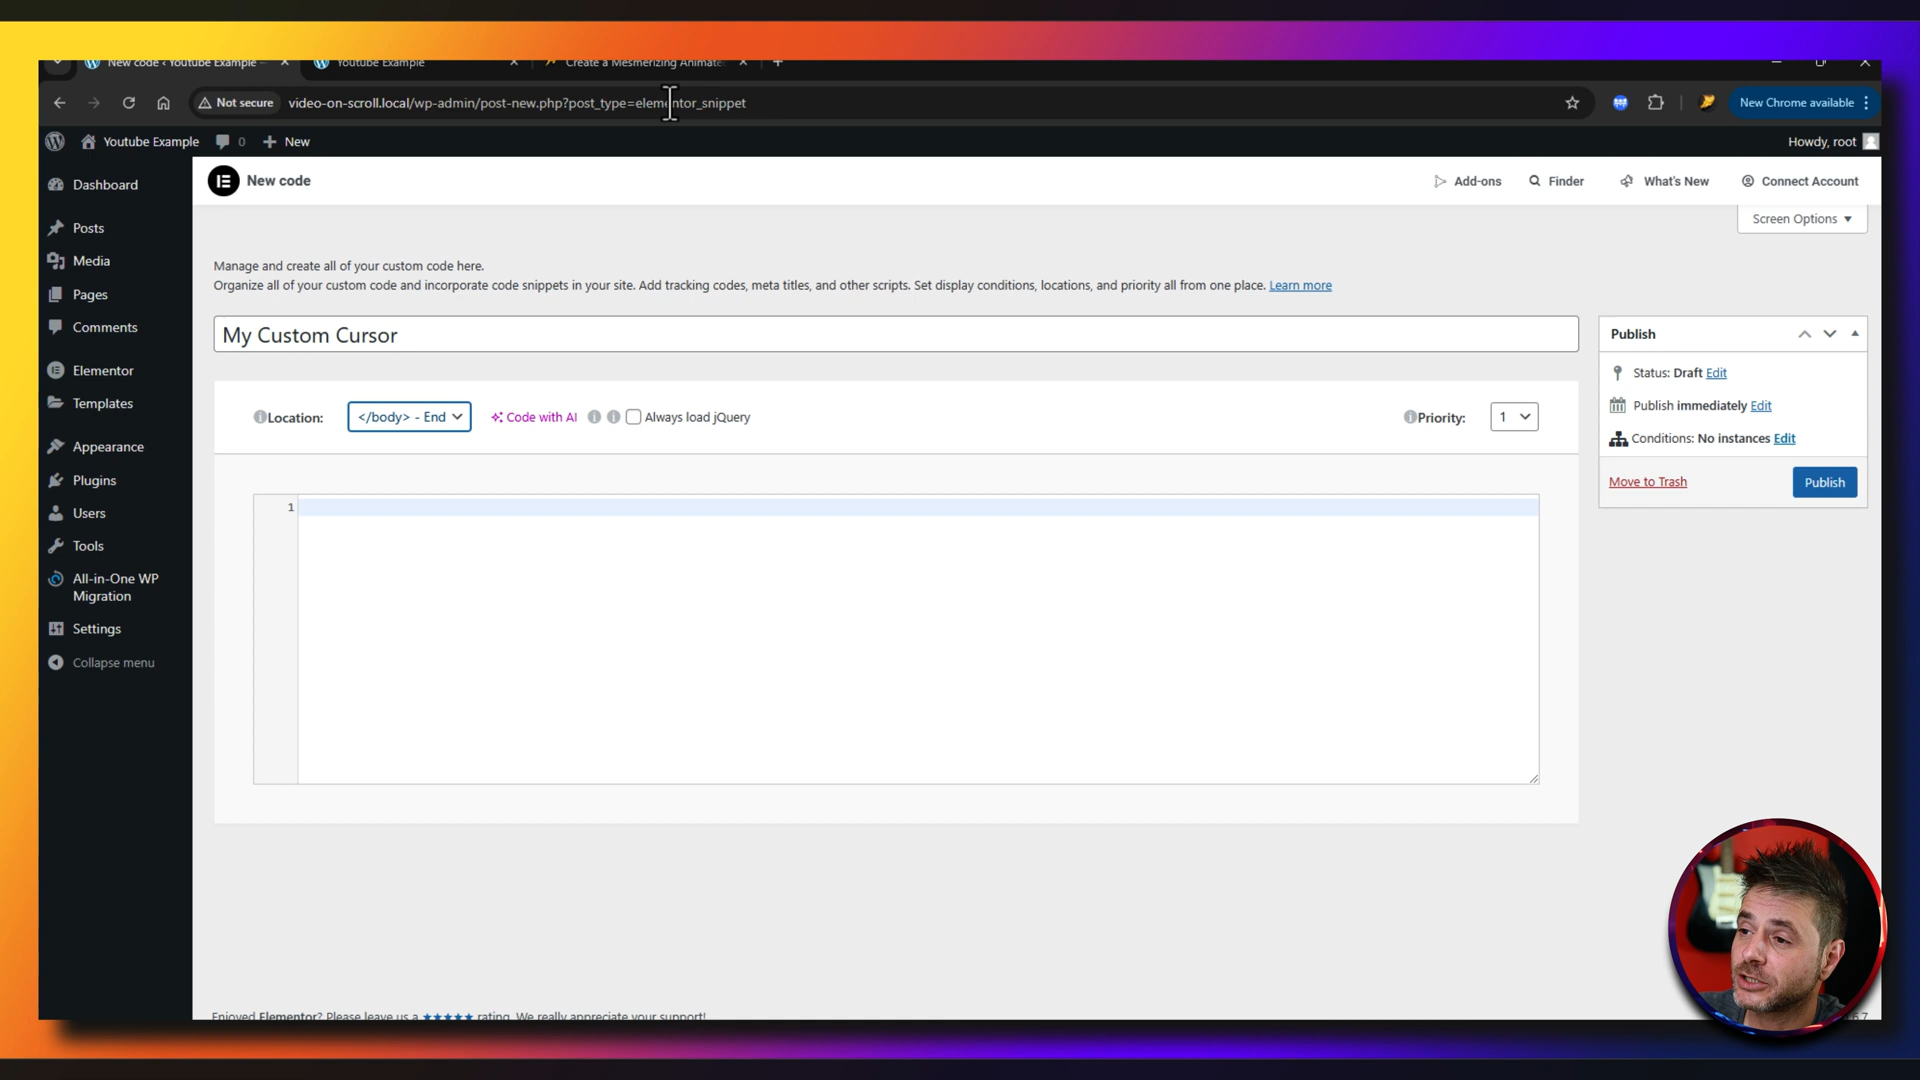 New code ‹ Youtube Example –
Youtube Example
Create a Mesmerizing Animate
Not secure
video-on-scroll.local/wp-admin/post-new.php?post_type=elementor_snippet
New Chrome available
Youtube Example
0
New
Howdy, root
Dashboard
Posts
Media
Pages
Comments
Elementor
Templates
Appearance
Plugins
Users
Tools
All-in-One WP
Migration
Settings
Collapse menu
New code
Add-ons
Finder
What's New
Connect Account
Screen Options
Manage and create all of your custom code here.
Organize all of your custom code and incorporate code snippets in your site. Add tracking codes, meta titles, and other scripts. Set display conditions, locations, and priority all from one place. Learn more
My Custom Cursor
Location:
</body> - End
Code with AI
Always load jQuery
Priority:
1
1
Publish
Status: Draft Edit
Publish immediately Edit
Conditions: No instances Edit
Move to Trash
Publish
Enjoyed Elementor? Please leave us a ★★★★★ rating. We really appreciate your support!